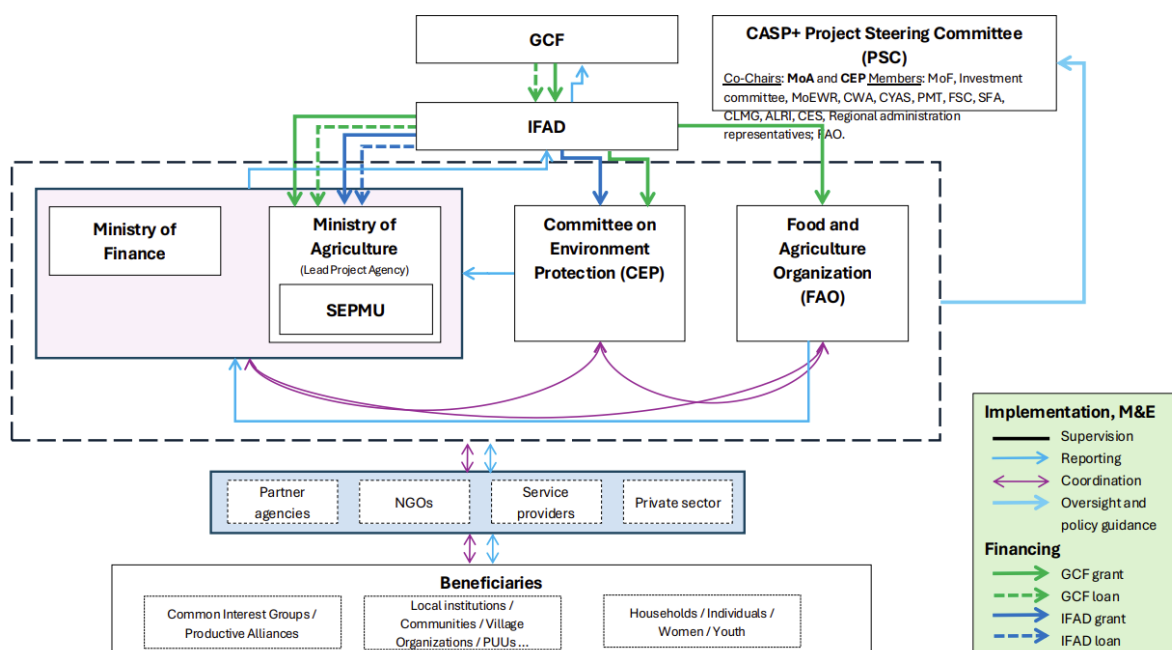 GCF
CASP+ Project Steering Committee
(PSC)
Co-Chairs: MoA and CEP Members: MoF, Investment
committee, MoEWR, CWA, CYAS, PMT, FSC, SFA,
CLMG, ALRI, CES, Regional administration
representatives; FAO.
IFAD
Ministry of
Finance
Ministry of
Agriculture
(Lead Project Agency)
SEPMU
Committee on
Environment
Protection (CEP)
Food and
Agriculture
Organization
(FAO)
Partner
agencies
NGOs
Service
providers
Private sector
Beneficiaries
Common Interest Groups /
Productive Alliances
Local institutions /
Communities / Village
Organizations / PUUs ...
Households / Individuals /
Women / Youth
Implementation, M&E
Supervision
Reporting
Coordination
Oversight and
policy guidance
Financing
GCF grant
GCF loan
IFAD grant
IFAD loan